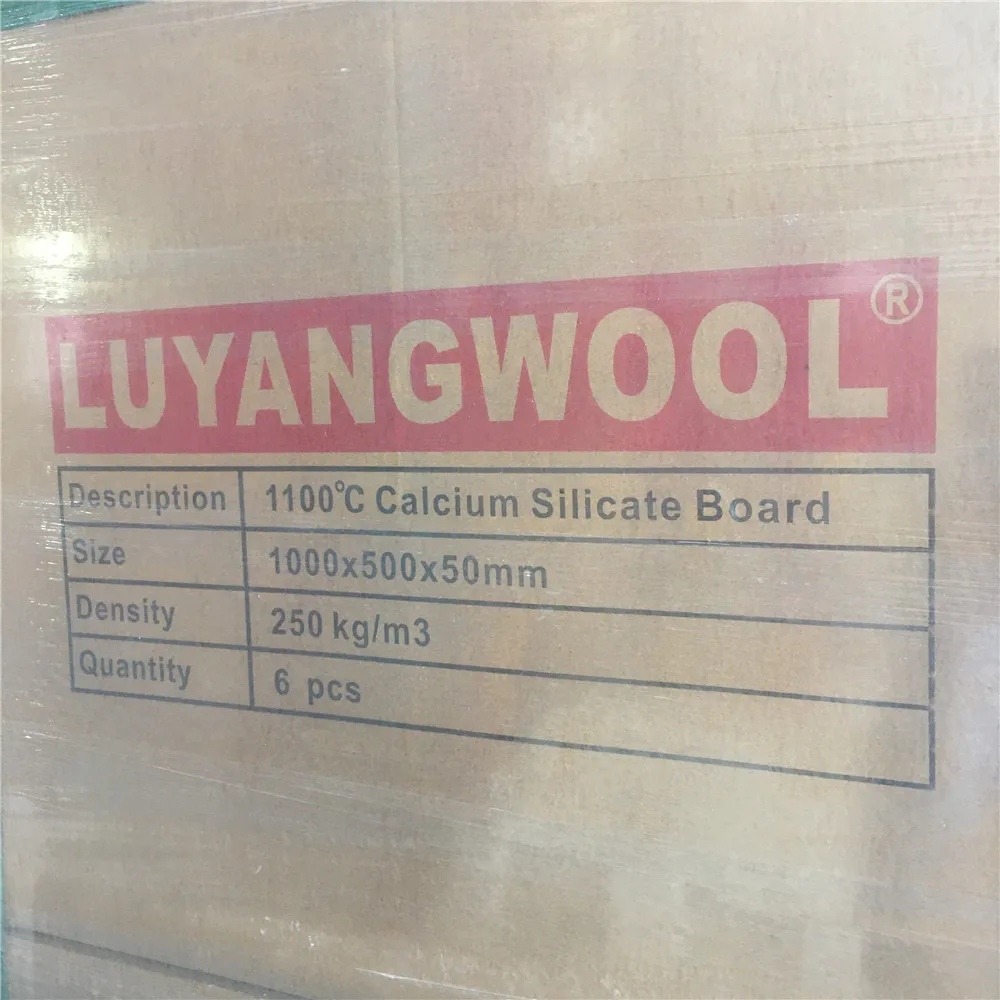 LUYANGWOOL®
Description 1100℃ Calcium Silicate Board
Size 1000x500x50mm
Density 250 kg/m3
Quantity 6 pcs